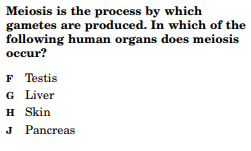 Meiosis is the process by which
gametes are produced. In which of the
following human organs does meiosis
occur?
F Testis
G Liver
H Skin
J Pancreas